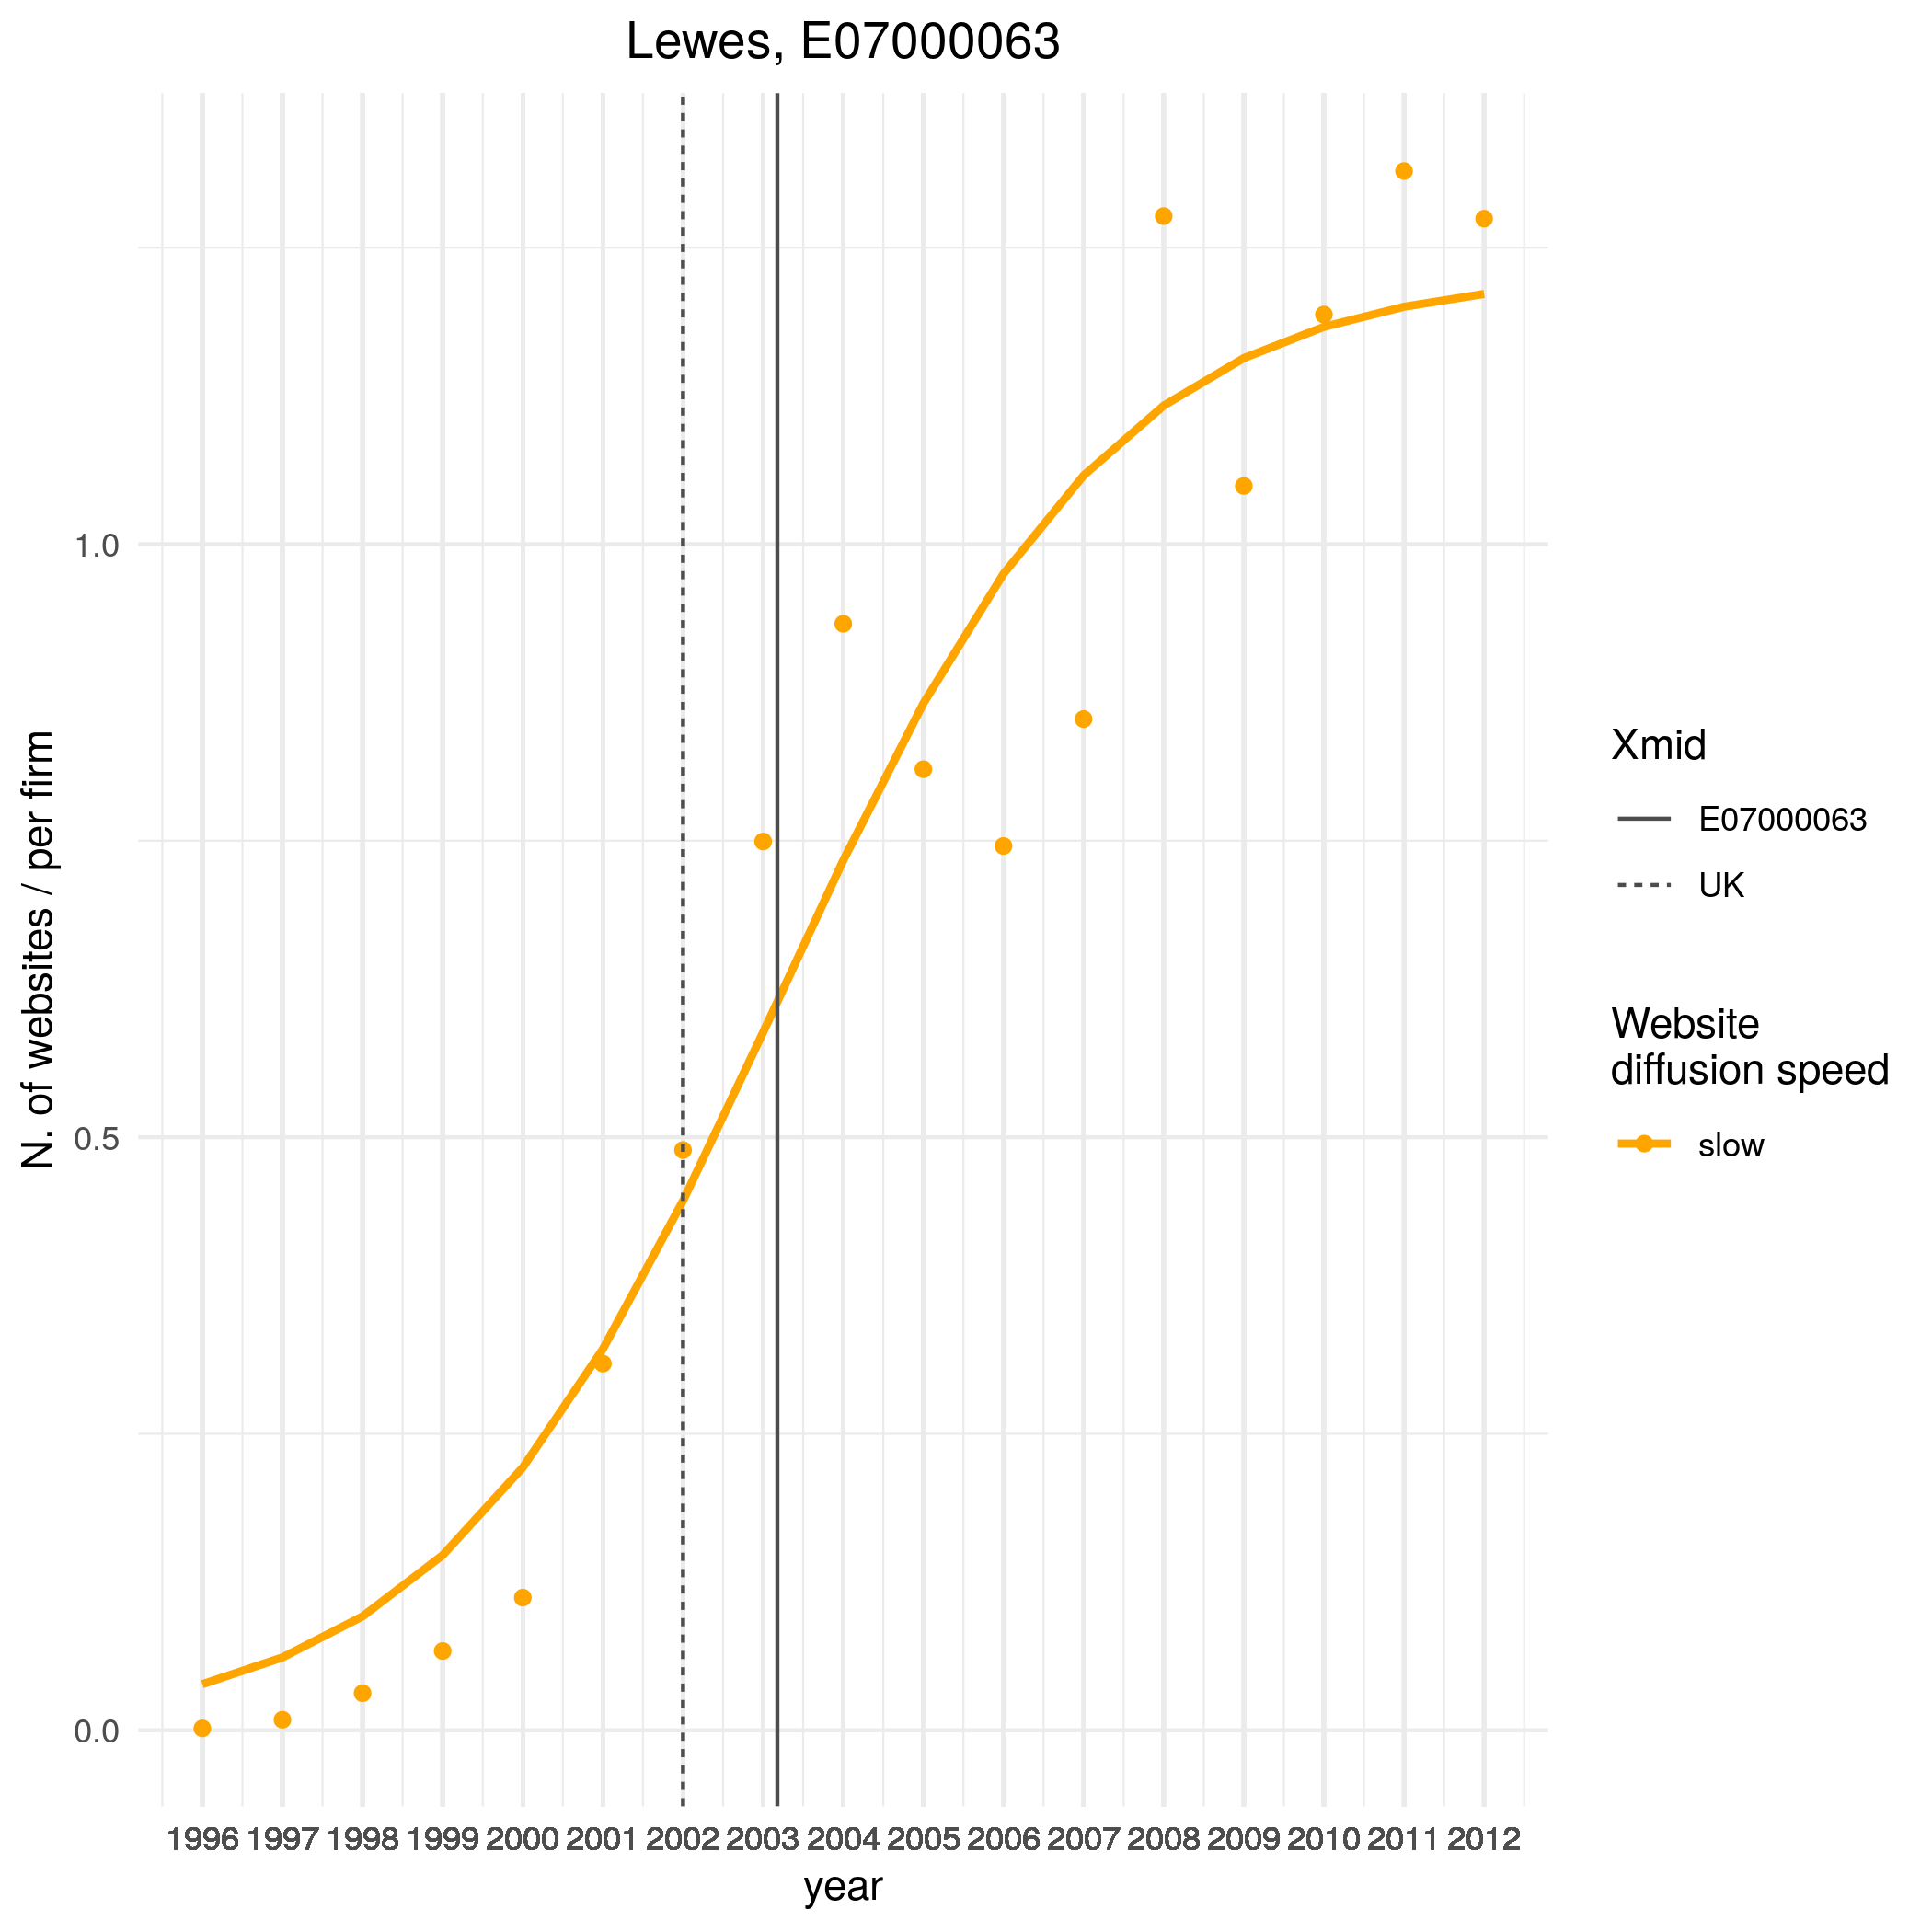 Lewes, E07000063
N. of websites / per firm
1.0
0.5
0.0
1996 1997 1998 1999 2000 2001 2002 2003 2004 2005 2006 2007 2008 2009 2010 2011 2012
year
Xmid
E07000063
UK
Website
diffusion speed
slow